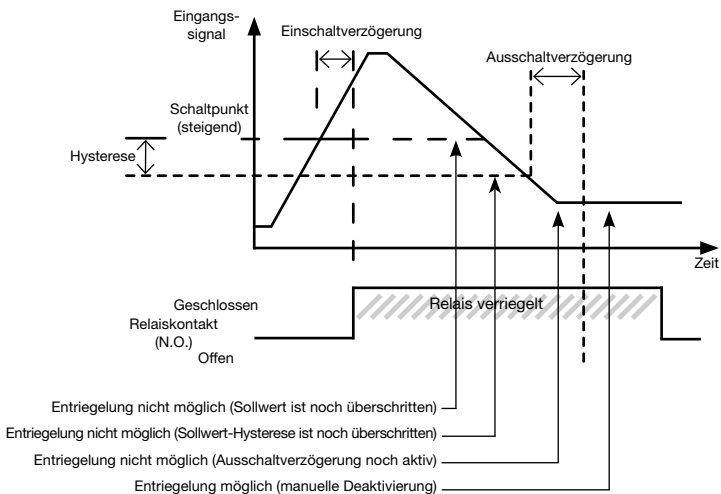 Eingangs-
signal
Einschaltverzögerung
Ausschaltverzögerung
Schaltpunkt
(steigend)
Hysterese
Zeit
Geschlossen
Relais verriegelt
Relaiskontakt
(N.O.)
Offen
Entriegelung nicht möglich (Sollwert ist noch überschritten)
Entriegelung nicht möglich (Sollwert-Hysterese ist noch überschritten)
Entriegelung nicht möglich (Ausschaltverzögerung noch aktiv)
Entriegelung möglich (manuelle Deaktivierung)